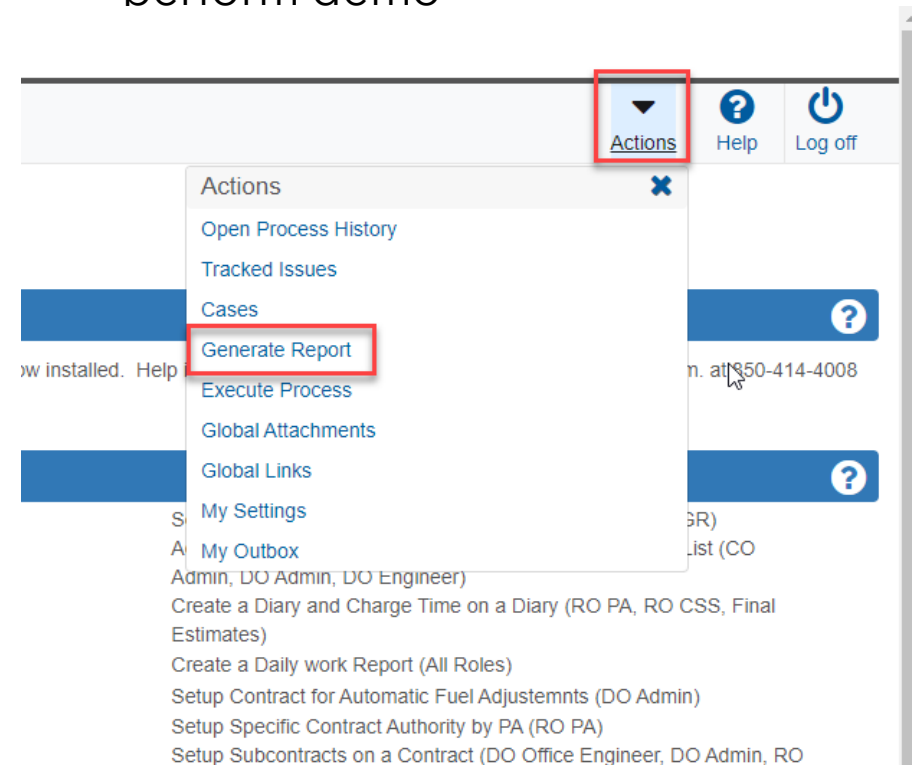 perform demo
Actions Help Log off
Actions
Open Process History
Tracked Issues
Cases
Generate Report
ow installed. Help m. at 850-414-4008
Execute Process
Global Attachments
Global Links
My Settings
GR)
My Outbox List (CO
Admin, DO Admin, DO Engineer)
Create a Diary and Charge Time on a Diary (RO PA, RO CSS, Final
Estimates)
Create a Daily work Report (All Roles)
Setup Contract for Automatic Fuel Adjustemnts (DO Admin)
Setup Specific Contract Authority by PA (RO PA)
Setup Subcontracts on a Contract (DO Office Engineer, DO Admin, RO